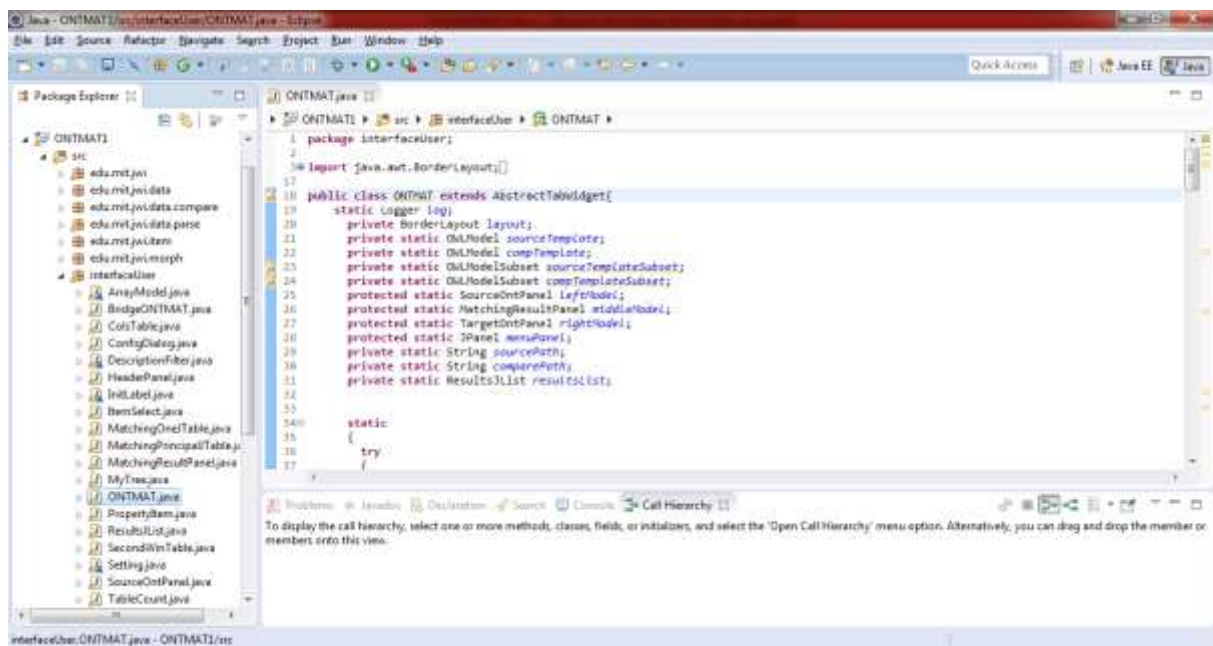 Java - ONTMAT1/src/interfaceUser/ONTMAT.java - Eclipse
File Edit Source Refactor Navigate Search Project Run Window Help
Quick Access Java EE Java
Package Explorer
ONTMAT1
src
edu.mit.jwi
edu.mit.jwi.data
edu.mit.jwi.data.compare
edu.mit.jwi.data.parse
edu.mit.jwi.item
edu.mit.jwi.morph
interfaceUser
ArrayModel.java
BridgeONTMAT.java
ColsTable.java
ConfigDialog.java
DescriptionFilter.java
HeaderPanel.java
InitLabel.java
ItemSelect.java
MatchingOneITable.java
MatchingPrincipalTable.ja
MatchingResultPanel.java
MyTree.java
ONTMAT.java
PropertyItem.java
ResultsJList.java
SecondWinTable.java
Setting.java
SourceOntPanel.java
TableCount.java
ONTMAT.java
ONTMAT1 src interfaceUser ONTMAT
1 package interfaceUser;
2
3 import java.awt.BorderLayout;
17
18 public class ONTMAT extends AbstractTabWidget{
19 static Logger log;
20 private BorderLayout layout;
21 private static OWLModel sourceTemplate;
22 private static OWLModel compTemplate;
23 private static OWLModelSubset sourceTemplateSubset;
24 private static OWLModelSubset compTemplateSubset;
25 protected static SourceOntPanel leftModel;
26 protected static MatchingResultPanel middleModel;
27 protected static TargetOntPanel rightModel;
28 protected static JPanel menuPanel;
29 private static String sourcePath;
30 private static String comparePath;
31 private static ResultsJList resultsList;
32
33
34 static
35 {
36 try
37 {
Problems Javadoc Declaration Search Console Call Hierarchy
To display the call hierarchy, select one or more methods, classes, fields, or initializers, and select the 'Open Call Hierarchy' menu option. Alternatively, you can drag and drop the member or
members onto this view.
interfaceUser.ONTMAT.java - ONTMAT1/src